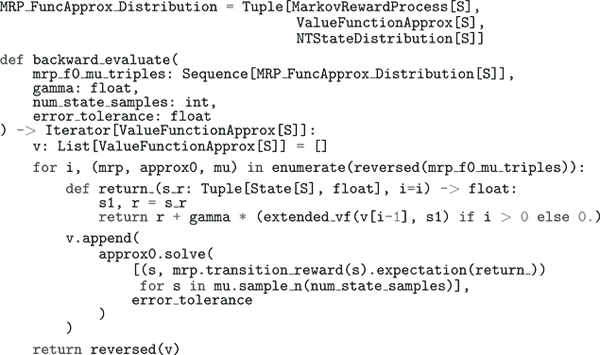 MRP_FuncApprox_Distribution = Tuple[MarkovRewardProcess[S],
                                    ValueFunctionApprox[S],
                                    NTStateDistribution[S]]
def backward_evaluate(
    mrp_f0_mu_triples: Sequence[MRP_FuncApprox_Distribution[S]],
    gamma: float,
    num_state_samples: int,
    error_tolerance: float
) -> Iterator[ValueFunctionApprox[S]]:
    v: List[ValueFunctionApprox[S]] = []
    for i, (mrp, approx0, mu) in enumerate(reversed(mrp_f0_mu_triples)):
        def return_(s_r: Tuple[State[S], float], i=i) -> float:
            s1, r = s_r
            return r + gamma * (extended_vf(v[i-1], s1) if i > 0 else 0.)
        v.append(
            approx0.solve(
                [(s, mrp.transition_reward(s).expectation(return_))
                 for s in mu.sample_n(num_state_samples)],
                error_tolerance
            )
        )
    return reversed(v)